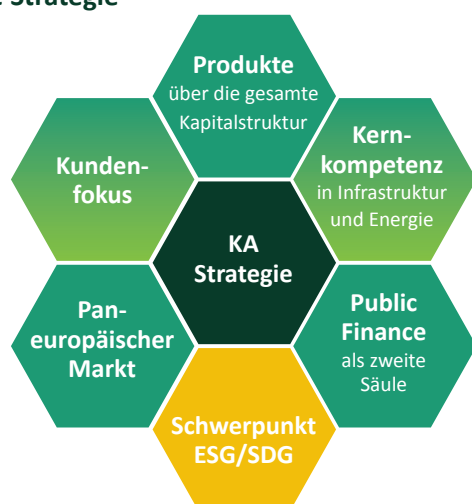 Strategie
Produkte
über die gesamte
Kapitalstruktur
Kern-
kompetenz
in Infrastruktur
und Energie
Kunden-
fokus
KA
Strategie
Public
Finance
als zweite
Säule
Pan-
europäischer
Markt
Schwerpunkt
ESG/SDG